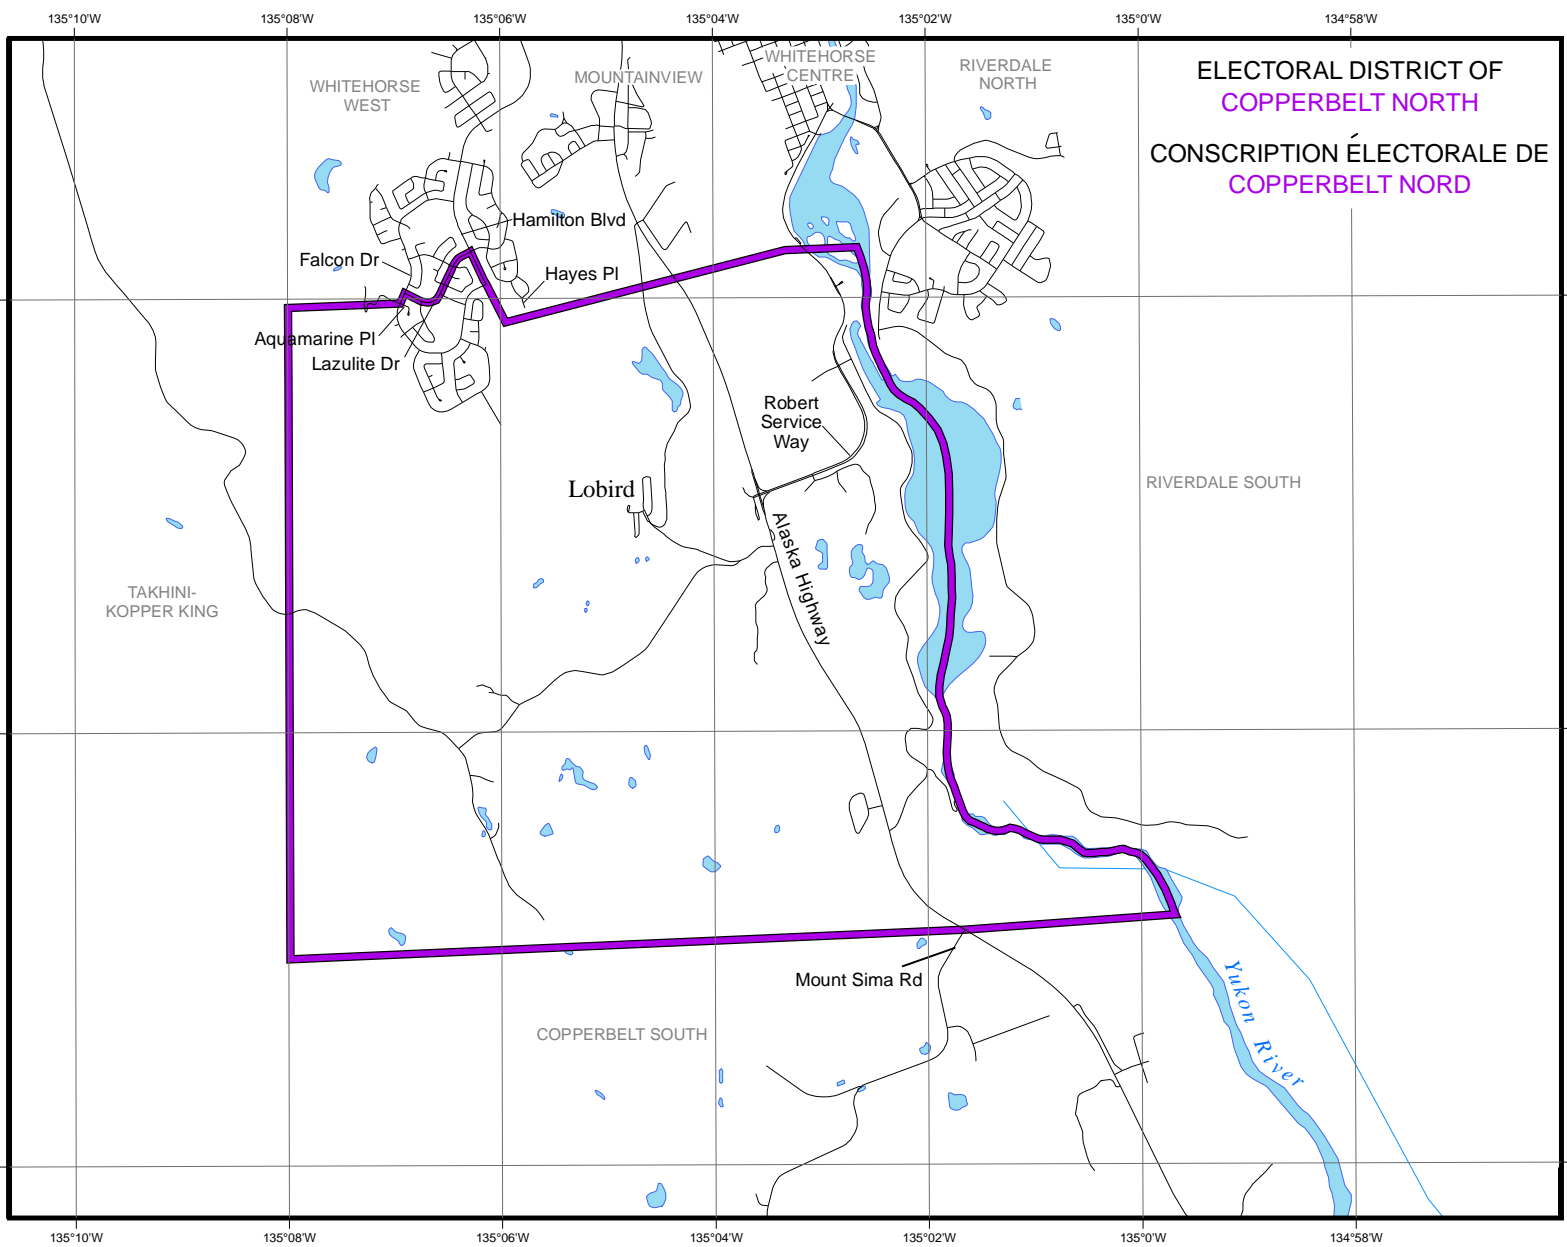 135°10'W
135°08'W
135°06'W
135°04'W
135°02'W
135°0'W
134°58'W
ELECTORAL DISTRICT OF
COPPERBELT NORTH
CONSCRIPTION ÉLECTORALE DE
COPPERBELT NORD
WHITEHORSE
WEST
MOUNTAINVIEW
WHITEHORSE
CENTRE
RIVERDALE
NORTH
Hamilton Blvd
Falcon Dr
Hayes Pl
Aquamarine Pl
Lazulite Dr
Robert
Service
Way
Lobird
Alaska Highway
RIVERDALE SOUTH
TAKHINI-
KOPPER KING
Mount Sima Rd
Yukon River
COPPERBELT SOUTH
135°10'W
135°08'W
135°06'W
135°04'W
135°02'W
135°0'W
134°58'W